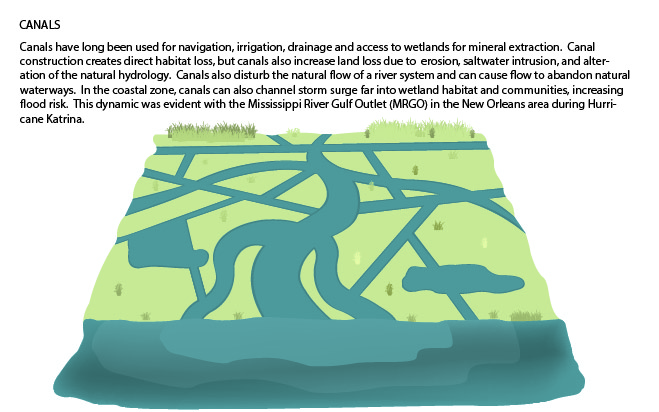 CANALS
Canals have long been used for navigation, irrigation, drainage and access to wetlands for mineral extraction.  Canal
construction creates direct habitat loss, but canals also increase land loss due to  erosion, saltwater intrusion, and alter-
ation of the natural hydrology.  Canals also disturb the natural flow of a river system and can cause flow to abandon natural
waterways.  In the coastal zone, canals can also channel storm surge far into wetland habitat and communities, increasing
flood risk.  This dynamic was evident with the Mississippi River Gulf Outlet (MRGO) in the New Orleans area during Hurri-
cane Katrina.